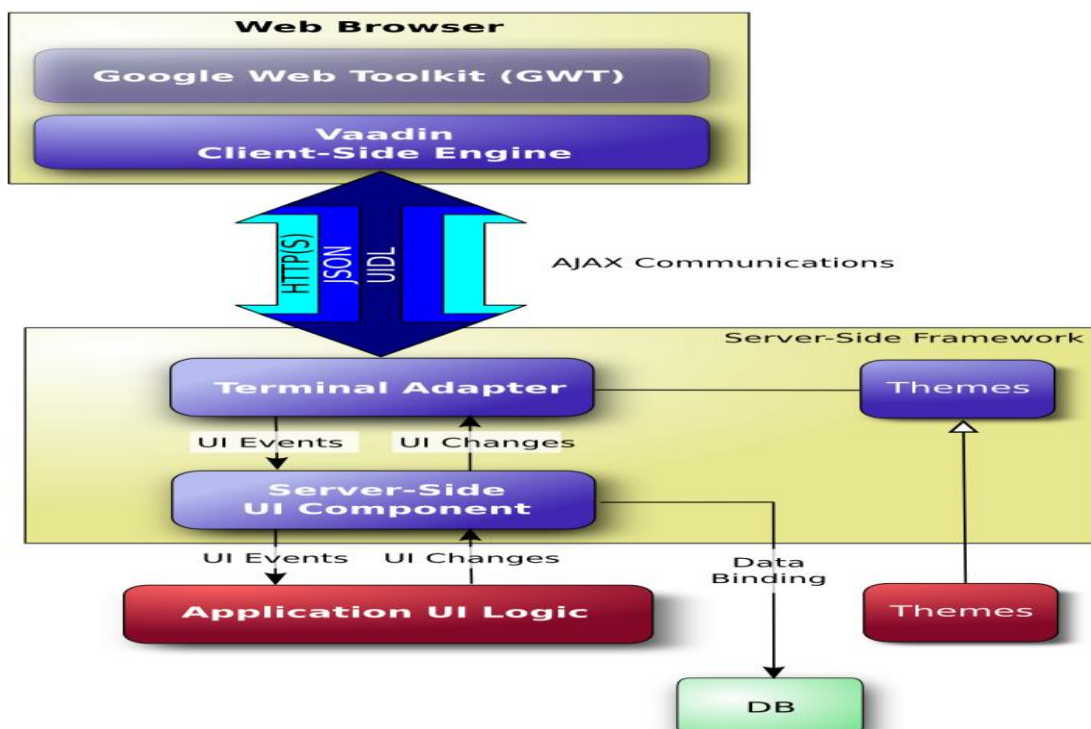 Web Browser
Google Web Toolkit (GWT)
Vaadin
Client-Side Engine
HTTP(S)
JSON
UIDL
AJAX Communications
Server-Side Framework
Terminal Adapter
Themes
UI Events
UI Changes
Server-Side
UI Component
UI Events
UI Changes
Data
Binding
Application UI Logic
Themes
DB